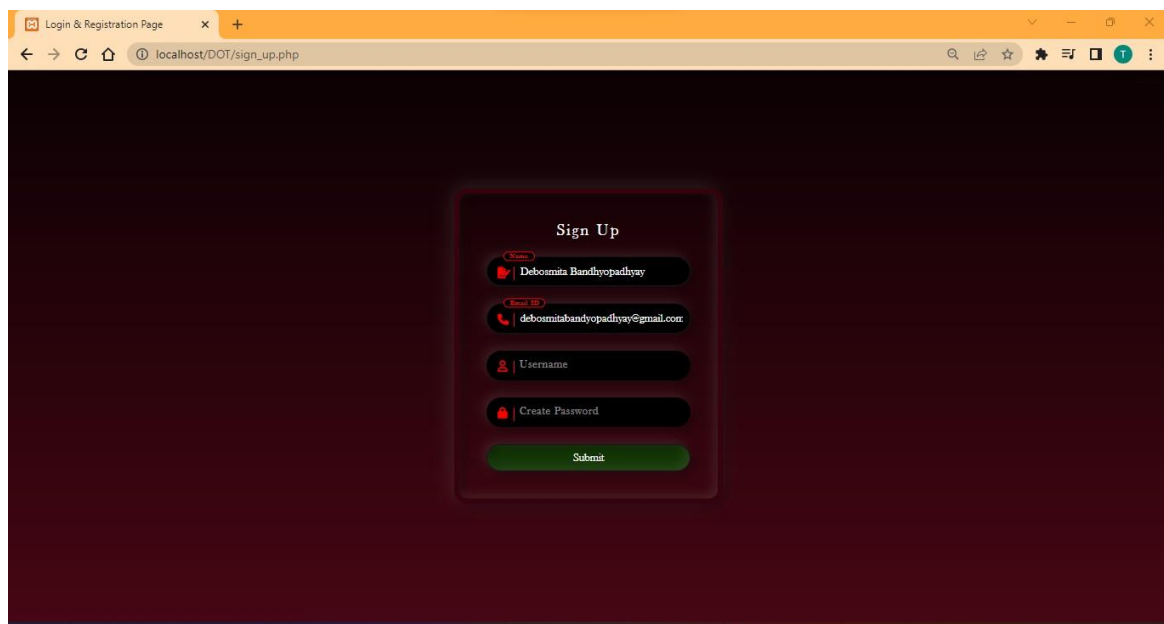 Login & Registration Page
localhost/DOT/sign_up.php
T
Sign Up
Name
Debosmita Bandhyopadhyay
Email ID
debosmitabandyopadhyay@gmail.com
Username
Create Password
Submit